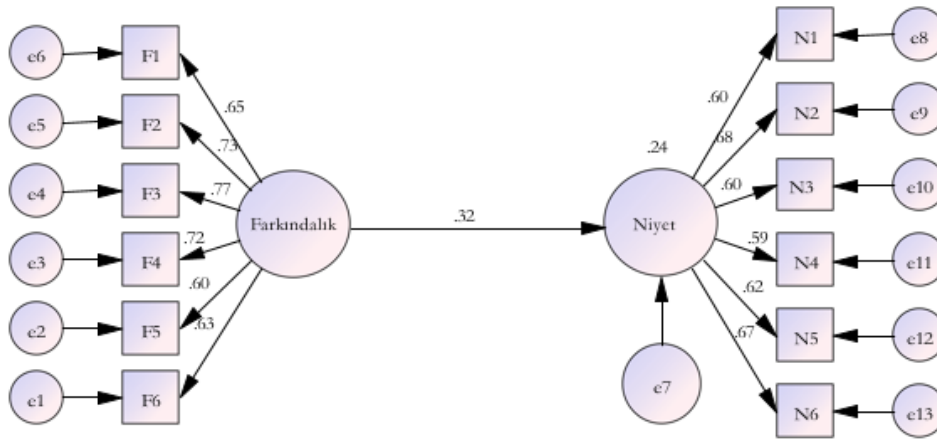 e6
F1
.65
e5
F2
.73
e4
F3
.77
e3
F4
.72
e2
F5
.60
e1
F6
.63
Farkındalık
.32
.24
Niyet
e7
.60
N1
e8
.68
N2
e9
.60
N3
e10
.59
N4
e11
.62
N5
e12
.67
N6
e13